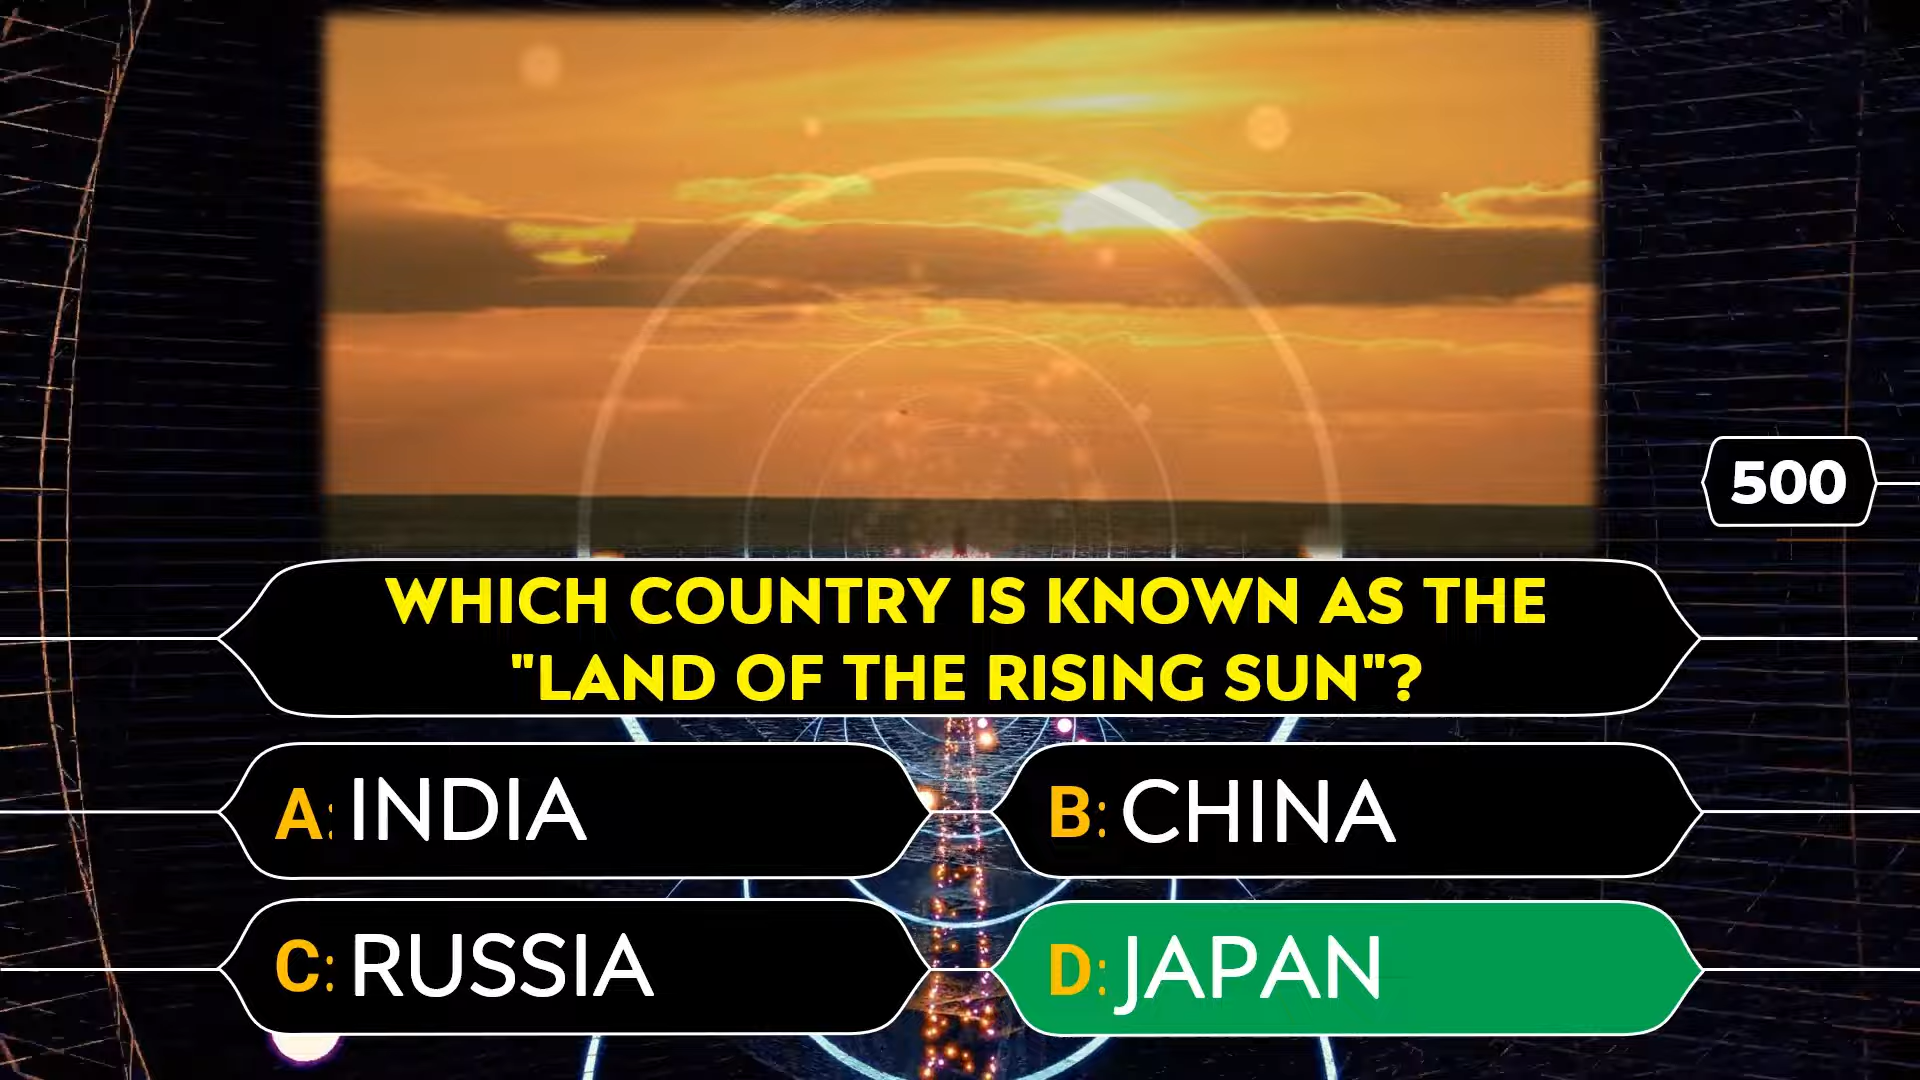 500
WHICH COUNTRY IS KNOWN AS THE
"LAND OF THE RISING SUN"?
A: INDIA
B: CHINA
C: RUSSIA
D: JAPAN